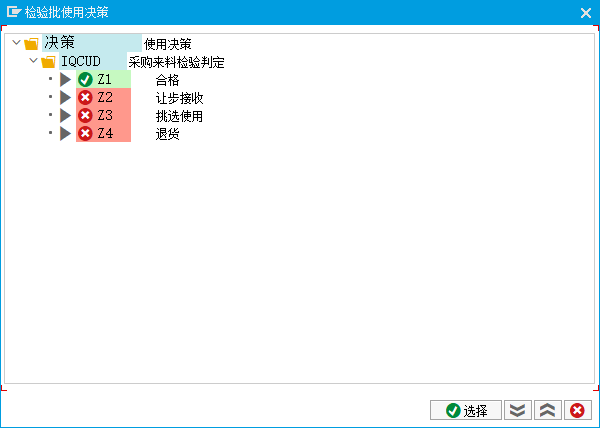 检验批使用决策
决策 使用决策
IQCUD 采购来料检验判定
Z1 合格
Z2 让步接收
Z3 挑选使用
Z4 退货
选择